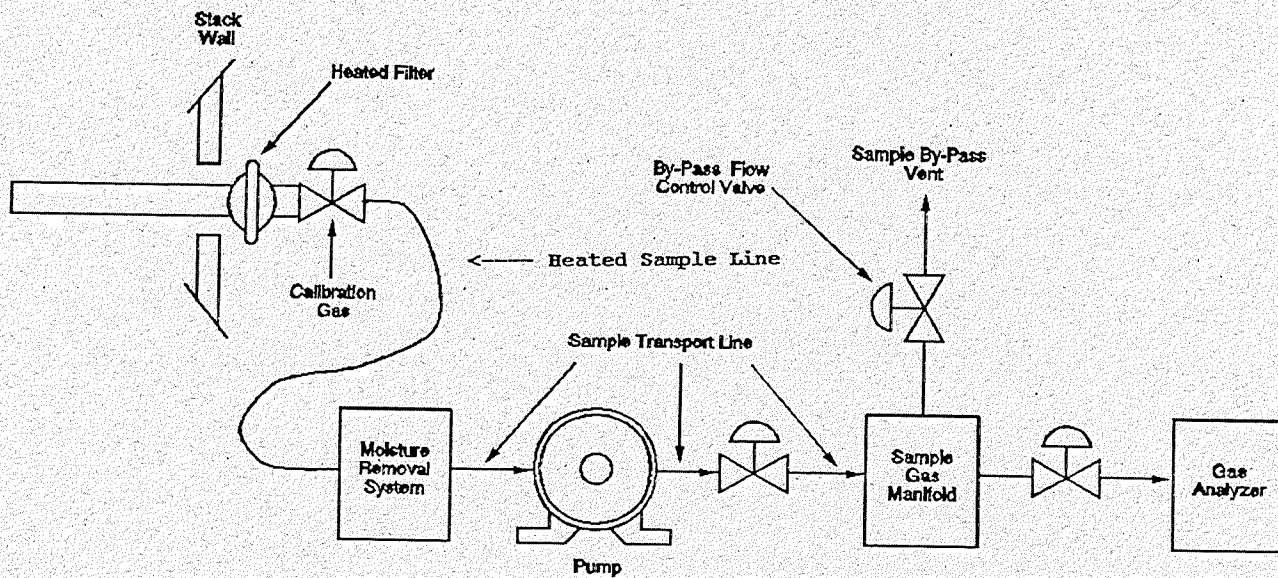 Stack
Wall
Heated Filter
By-Pass Flow
Control Valve
Sample By-Pass
Vent
<---- Heated Sample Line
Calibration
Gas
Sample Transport Line
Moisture
Removal
System
Sample
Gas
Manifold
Gas
Analyzer
Pump